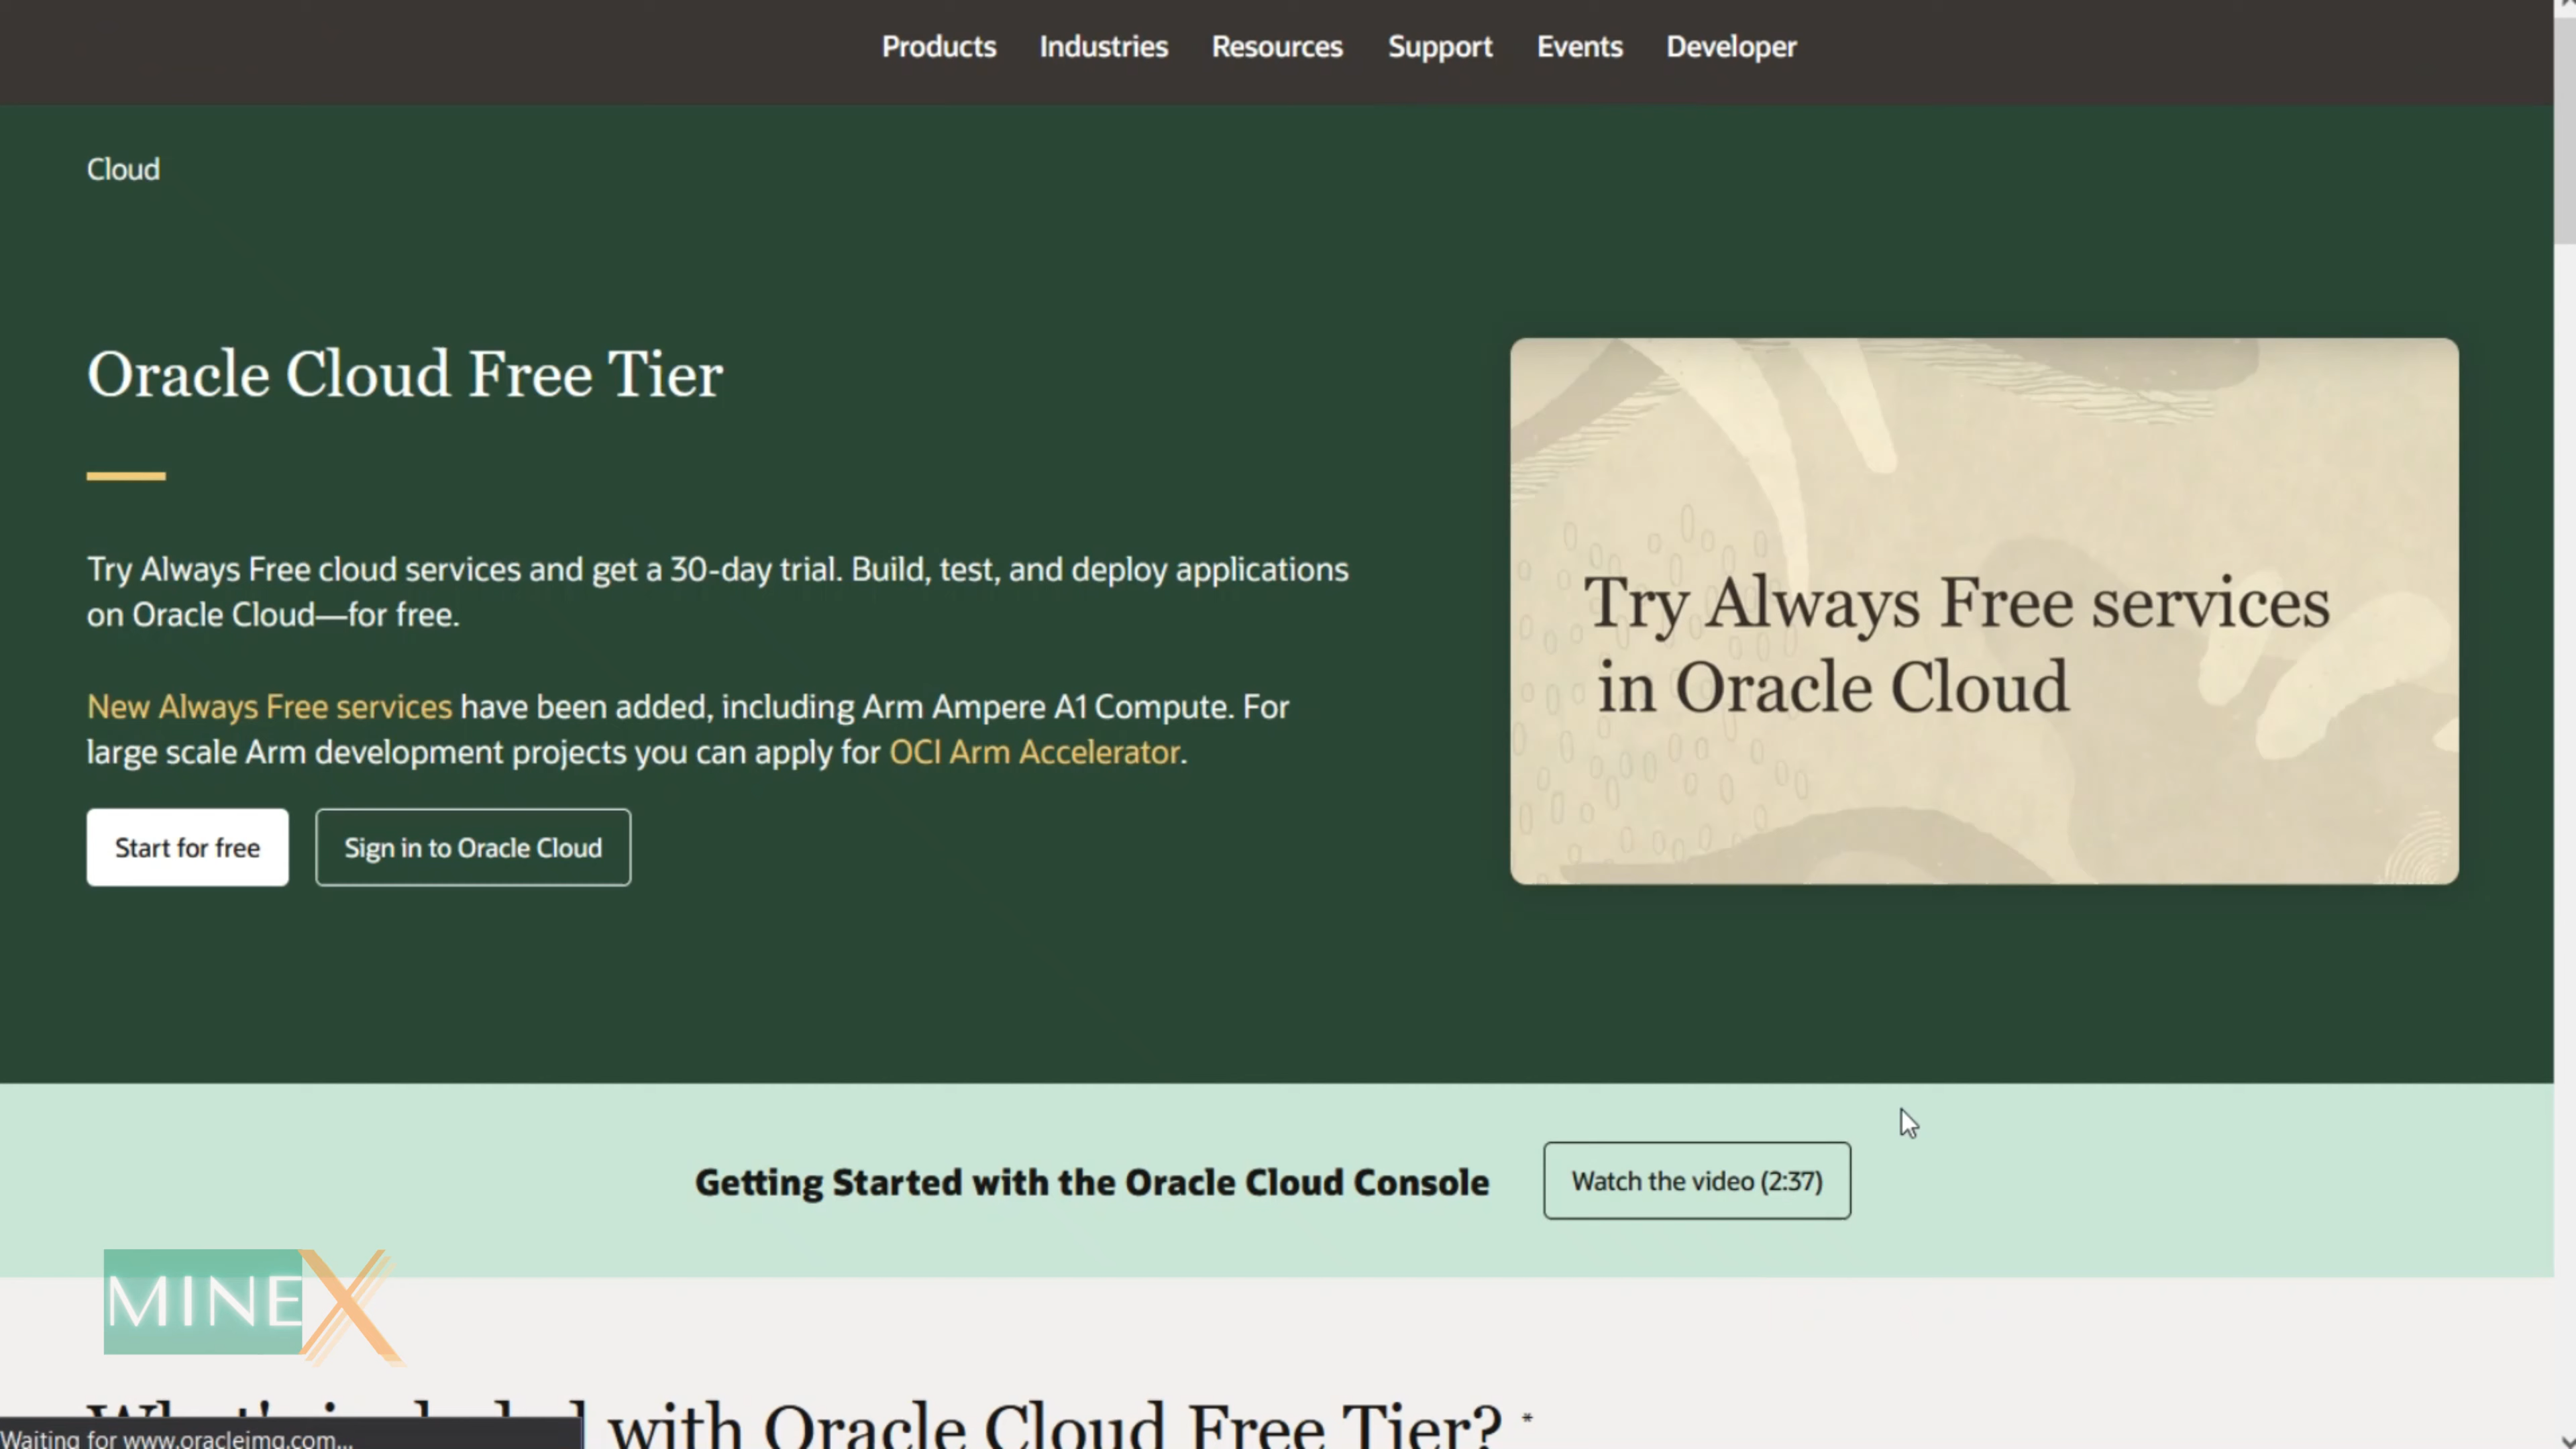 Products Industries Resources Support Events Developer
Cloud
Oracle Cloud Free Tier
Try Always Free cloud services and get a 30-day trial. Build, test, and deploy applications
on Oracle Cloud—for free.
New Always Free services have been added, including Arm Ampere A1 Compute. For
large scale Arm development projects you can apply for OCI Arm Accelerator.
Start for free Sign in to Oracle Cloud
Try Always Free services
in Oracle Cloud
Getting Started with the Oracle Cloud Console Watch the video (2:37)
MINEX
What's included with Oracle Cloud Free Tier? *
Waiting for www.oracleimg.com...